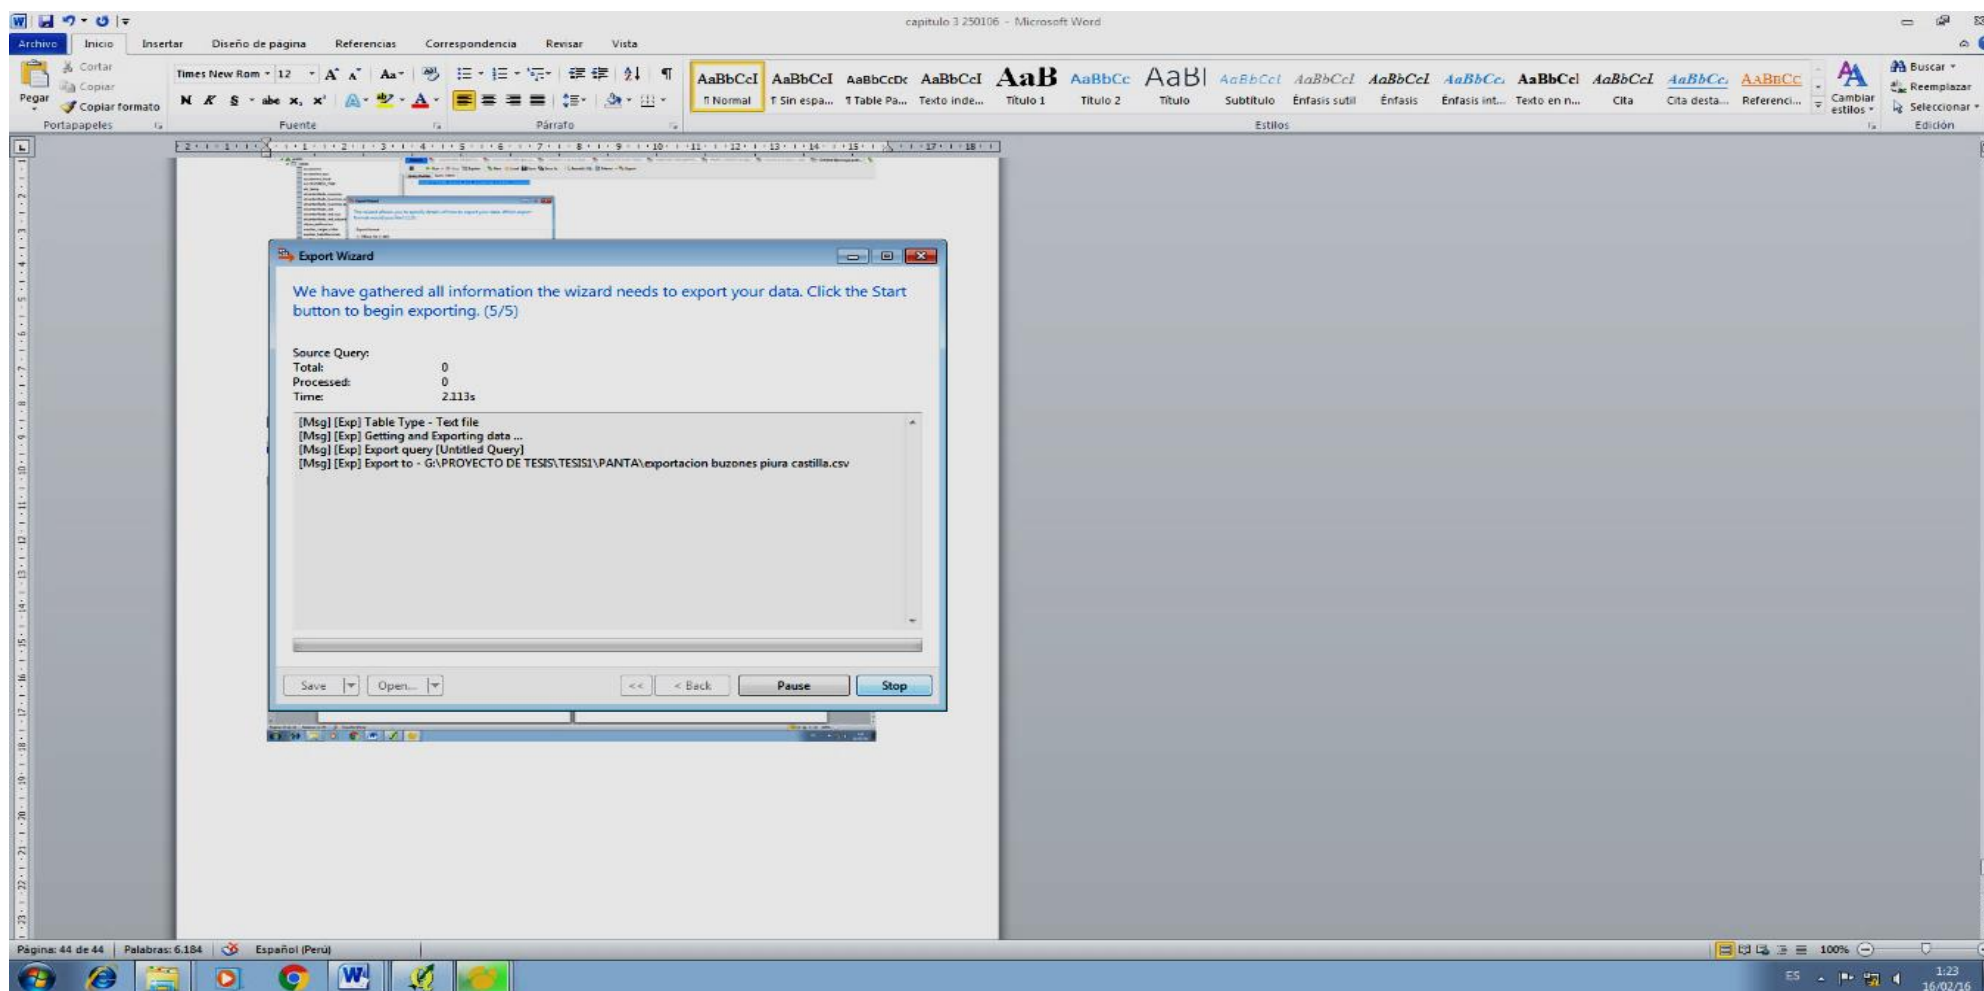 capitulo 3 250106 - Microsoft Word
Archivo Inicio Insertar Diseño de página Referencias Correspondencia Revisar Vista
Pegar
Cortar
Copiar
Copiar formato
Portapapeles
Times New Rom 12
Fuente
Párrafo
AaBbCcI AaBbCcI AaBbCcDc AaBbCcI AaB AaBbCc AaBl AaBbCcI AaBbCcI AaBbCcI AaBbCc AaBbCcI AaBbCcI AaBbCc AABBCC
¶ Normal ¶ Sin espa... ¶ Table Pa... Texto inde... Título 1 Título 2 Título Subtítulo Énfasis sutil Énfasis Énfasis int... Texto en n... Cita Cita desta... Referenci...
Estilos
Cambiar estilos
Buscar
Reemplazar
Seleccionar
Edición
Export Wizard
We have gathered all information the wizard needs to export your data. Click the Start
button to begin exporting. (5/5)
Source Query:
Total: 0
Processed: 0
Time: 2.113s
[Msg] [Exp] Table Type - Text file
[Msg] [Exp] Getting and Exporting data ...
[Msg] [Exp] Export query [Untitled Query]
[Msg] [Exp] Export to - G:\PROYECTO DE TESIS\TESIS1\PANTA\exportacion buzones piura castilla.csv
Save Open... << < Back Pause Stop
Página: 44 de 44 Palabras: 6.184 Español (Perú) 100%
ES 1:23
16/02/16